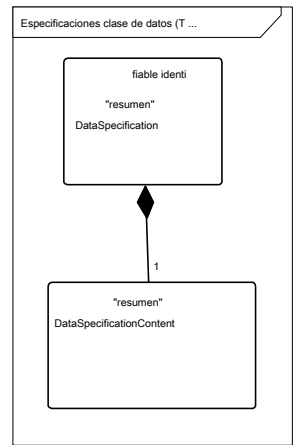 Especificaciones clase de datos (T ...
fiable identi
"resumen"
DataSpecification
1
"resumen"
DataSpecificationContent